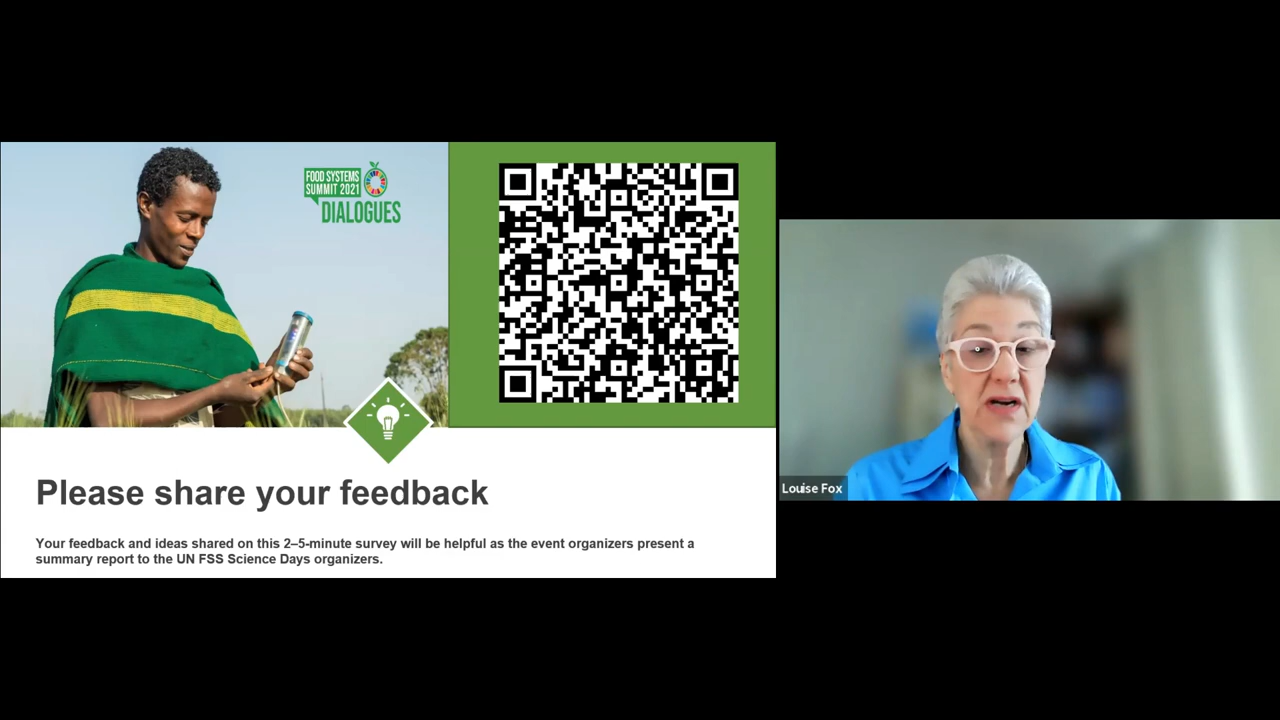 FOOD SYSTEMS
SUMMIT 2021
DIALOGUES
Please share your feedback
Your feedback and ideas shared on this 2–5-minute survey will be helpful as the event organizers present a
summary report to the UN FSS Science Days organizers.
Louise Fox